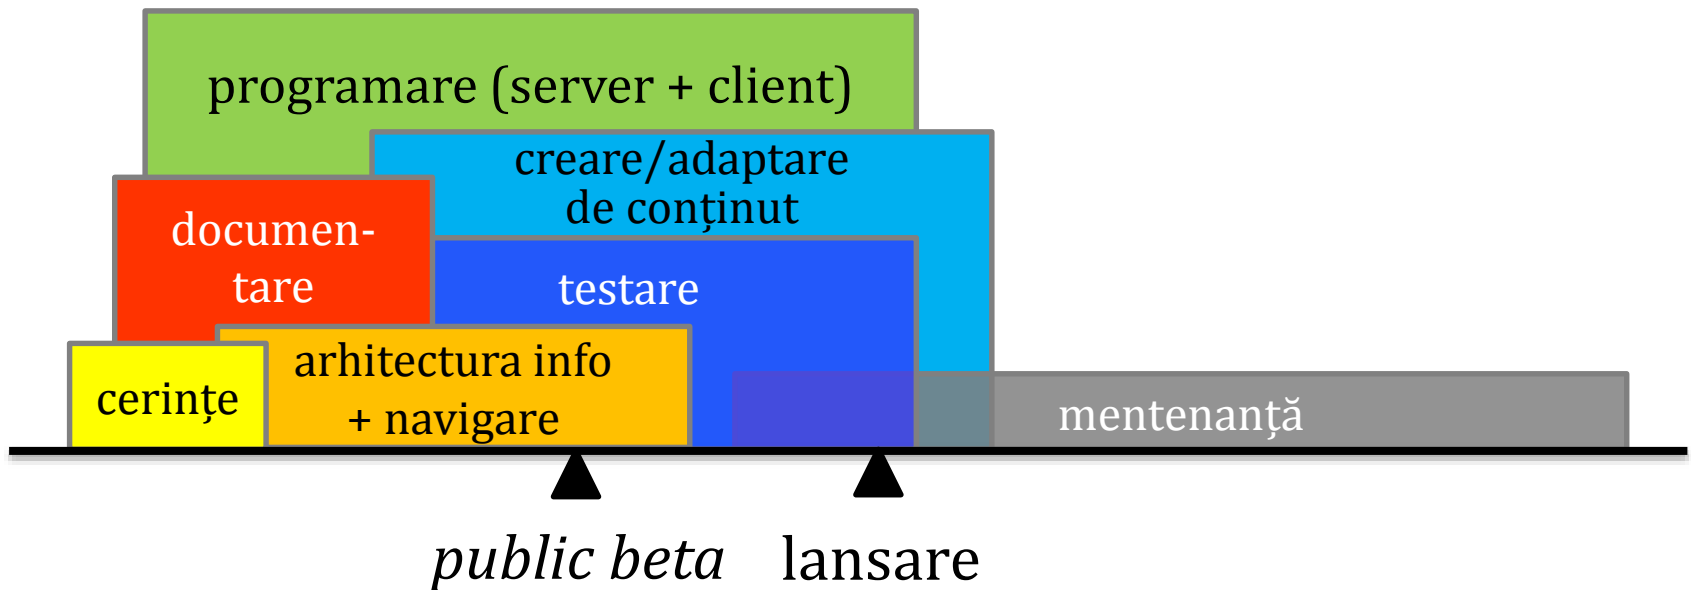 programare (server + client)
creare/adaptare
de conținut
documen-
tare
testare
arhitectura info
+ navigare
cerințe
mentenanță
public beta
lansare